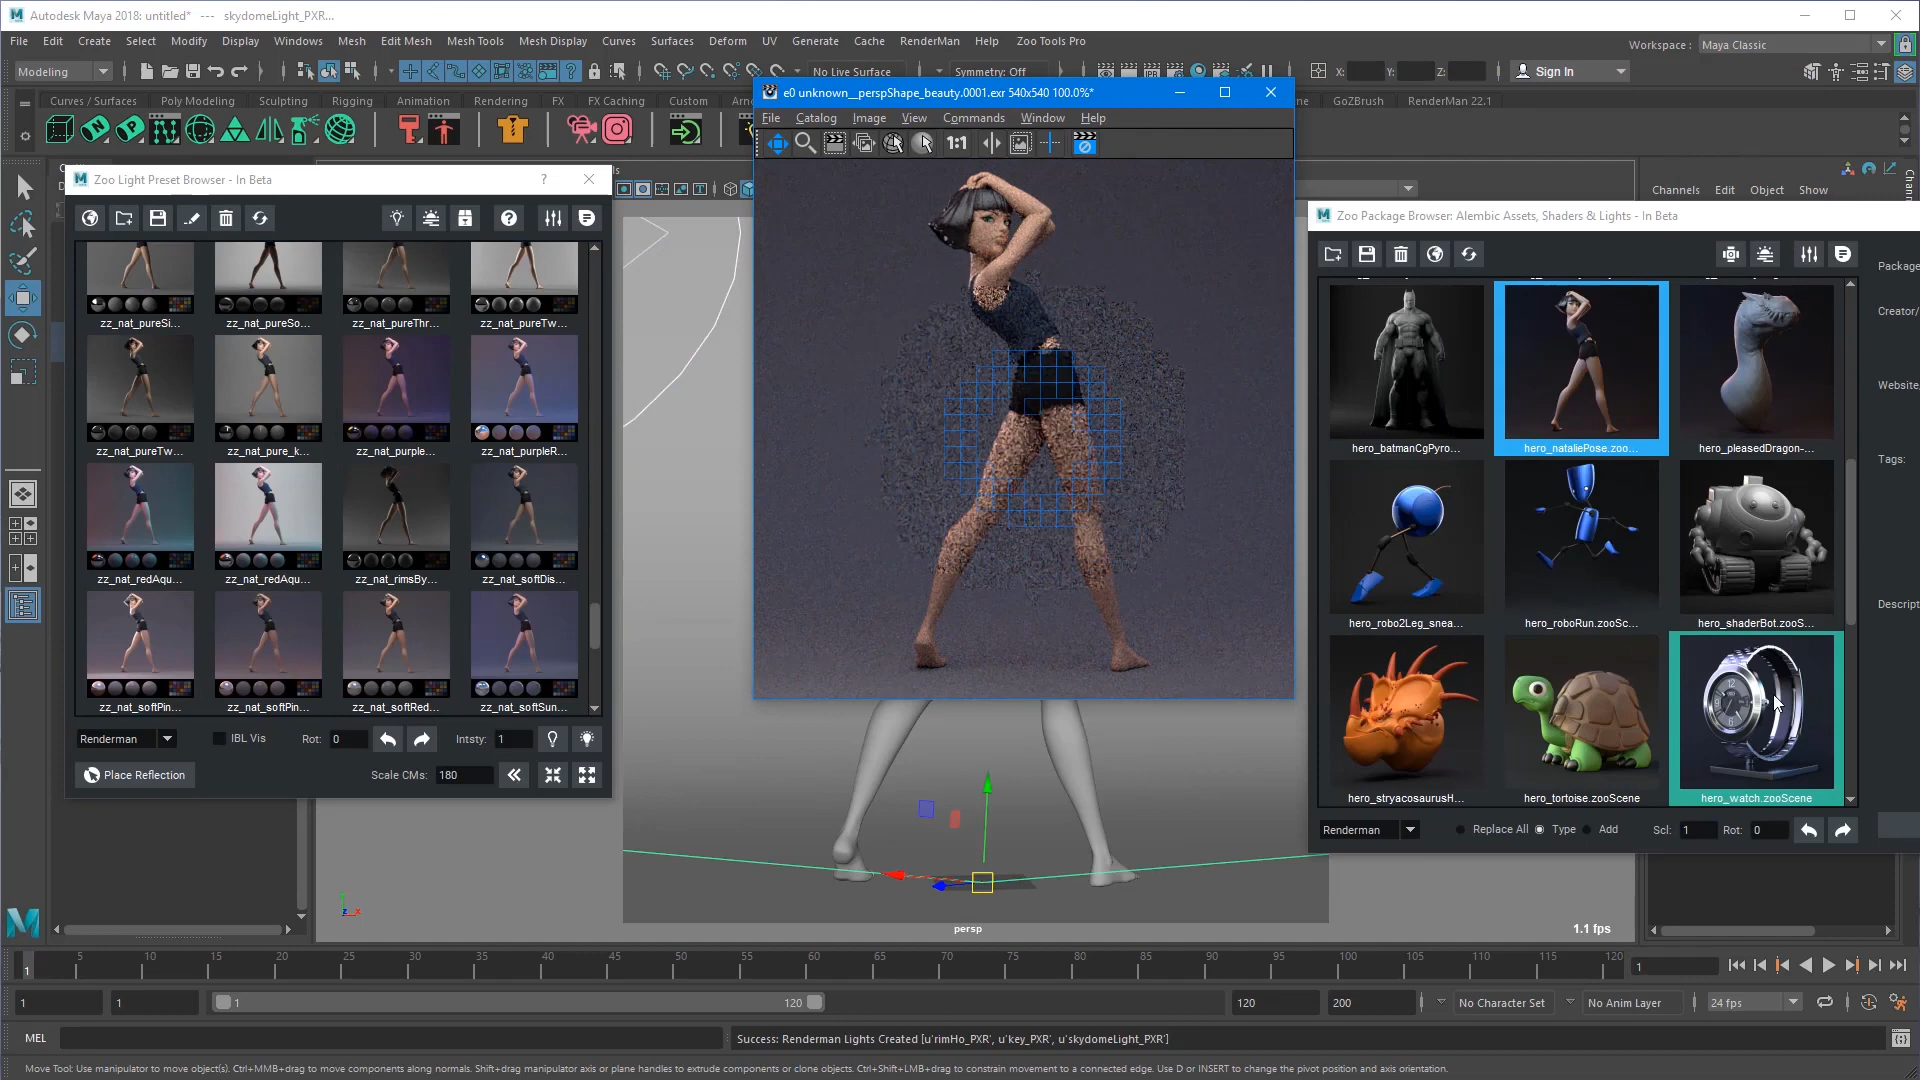 Autodesk Maya 2018: untitled* --- skydomeLight_PXR...
File Edit Create Select Modify Display Windows Mesh Edit Mesh Mesh Tools Mesh Display Curves Surfaces Deform UV Generate Cache RenderMan Help Zoo Tools Pro
Workspace : Maya Classic
Modeling No Live Surface Symmetry: Off X: Y: Z: Sign In
Curves / Surfaces Poly Modeling Sculpting Rigging Animation Rendering FX FX Caching Custom GoZBrush RenderMan 22.1
e0 unknown__perspShape_beauty.0001.exr 540x540 100.0%*
File Catalog Image View Commands Window Help
1:1
Zoo Light Preset Browser - In Beta ?
Channels Edit Object Show
Channels
Zoo Package Browser: Alembic Assets, Shaders & Lights - In Beta
zz_nat_pureSi... zz_nat_pureSo... zz_nat_pureThr... zz_nat_pureTw...
zz_nat_pureTw... zz_nat_pure_k... zz_nat_purple... zz_nat_purpleR...
zz_nat_redAqu... zz_nat_redAqu... zz_nat_rimsBy... zz_nat_softDis...
zz_nat_softPin... zz_nat_softPin... zz_nat_softRed... zz_nat_softSun...
Renderman IBL Vis Rot: 0 Intsty: 1
Place Reflection Scale CMs: 180
hero_batmanCgPyro... hero_nataliePose.zoo... hero_pleasedDragon-...
hero_robo2Leg_snea... hero_roboRun.zooSc... hero_shaderBot.zooS...
hero_stryacosaurusH... hero_tortoise.zooScene hero_watch.zooScene
Renderman Replace All Type Add Scl: 1 Rot: 0
Package
Creator/
Website,
Tags:
Descript
persp
1.1 fps
1 5 10 15 20 25 30 35 40 45 50 55 60 65 70 75 80 85 90 95 100 105 110 115 120 1
1 1 1 120 120 200 No Character Set No Anim Layer 24 fps
MEL Success: Renderman Lights Created [u'rimHo_PXR', u'key_PXR', u'skydomeLight_PXR']
Move Tool: Use manipulator to move object(s). Ctrl+MMB+drag to move components along normals. Shift+drag manipulator axis or plane handles to extrude components or clone objects. Ctrl+Shift+LMB+drag to constrain movement to a connected edge. Use D or INSERT to change the pivot position and axis orientation.